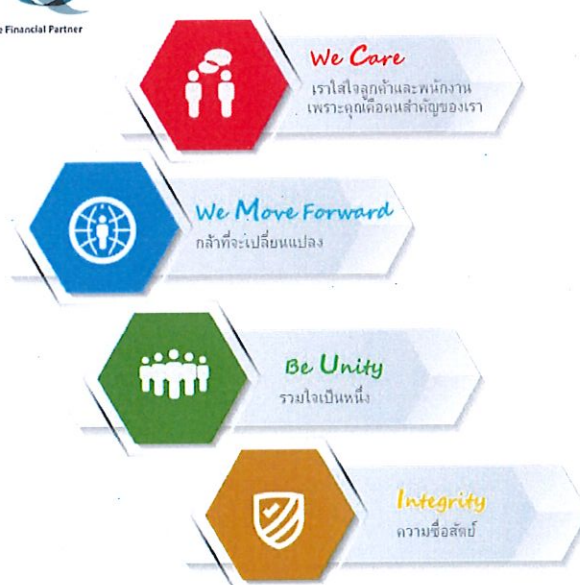 e Financial Partner
We Care
เราใส่ใจลูกค้าและพนักงาน
เพราะคุณคือคนสำคัญของเรา
We Move Forward
กล้าที่จะเปลี่ยนแปลง
Be Unity
รวมใจเป็นหนึ่ง
Integrity
ความซื่อสัตย์